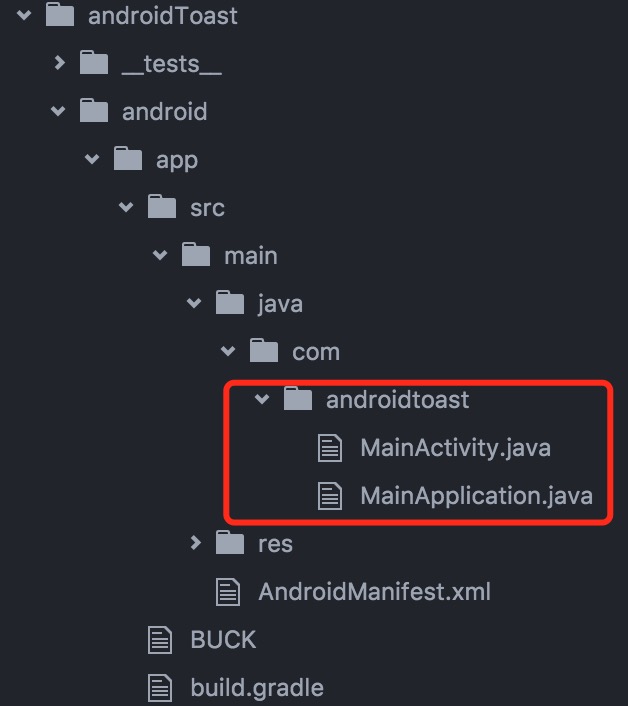 androidToast
__tests__
android
app
src
main
java
com
androidtoast
MainActivity.java
MainApplication.java
res
AndroidManifest.xml
BUCK
build.gradle